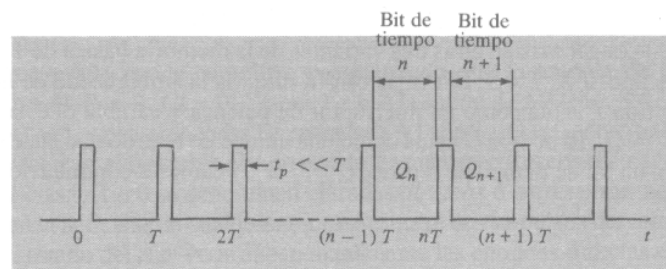 Bit de tiempo n
Bit de tiempo n + 1
t_p << T
Q_n
Q_{n+1}
0 T 2T (n − 1) T nT (n + 1) T t